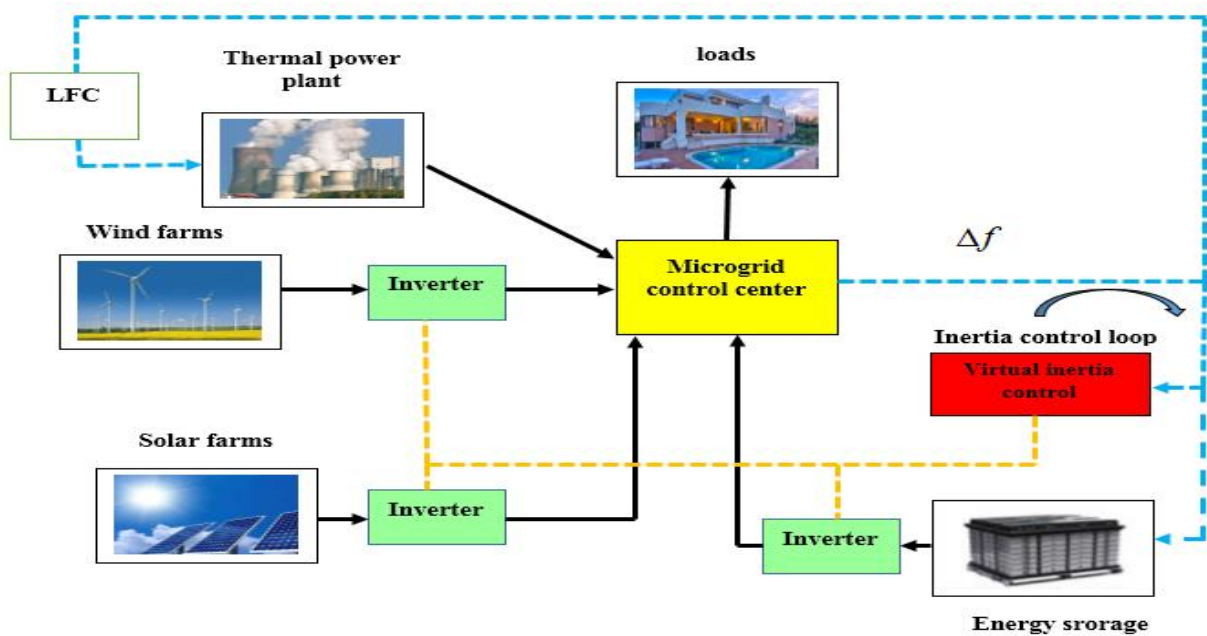 Thermal power
plant
loads
LFC
Wind farms
Inverter
Microgrid
control center
Δf
Inertia control loop
Virtual inertia
control
Solar farms
Inverter
Inverter
Energy srorage